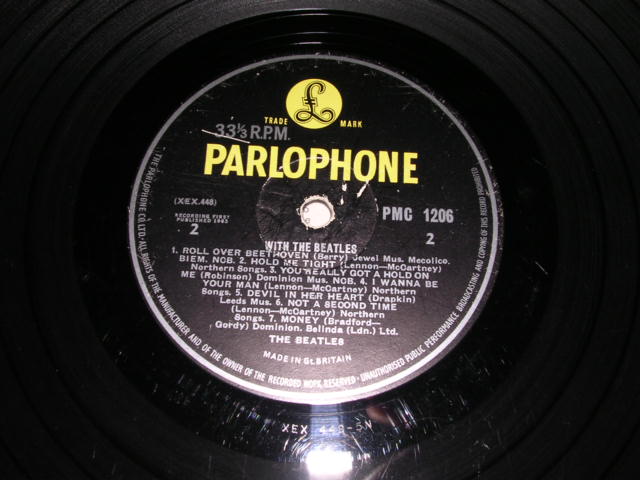 £
TRADE MARK
33⅓ R.P.M.
PARLOPHONE
(XEX.448)
PMC 1206
RECORDING FIRST
PUBLISHED 1963
2
2
WITH THE BEATLES
1. ROLL OVER BEETHOVEN (Berry) Jewel Mus. Mecolico.
BIEM. NCB. 2. HOLD ME TIGHT (Lennon—McCartney)
Northern Songs. 3. YOU REALLY GOT A HOLD ON
ME (Robinson) Dominion Mus. NCB. 4. I WANNA BE
YOUR MAN (Lennon—McCartney) Northern
Songs. 5. DEVIL IN HER HEART (Drapkin)
Leeds Mus. 6. NOT A SECOND TIME
(Lennon—McCartney) Northern
Songs. 7. MONEY (Bradford—
Gordy) Dominion. Belinda (Ldn.) Ltd.
THE BEATLES
MADE IN GT. BRITAIN
THE PARLOPHONE CO. LTD. ALL RIGHTS OF THE MANUFACTURER AND OF THE OWNER OF THE RECORDED WORK RESERVED. UNAUTHORISED PUBLIC PERFORMANCE BROADCASTING AND COPYING OF THIS RECORD PROHIBITED
XEX 448-5N